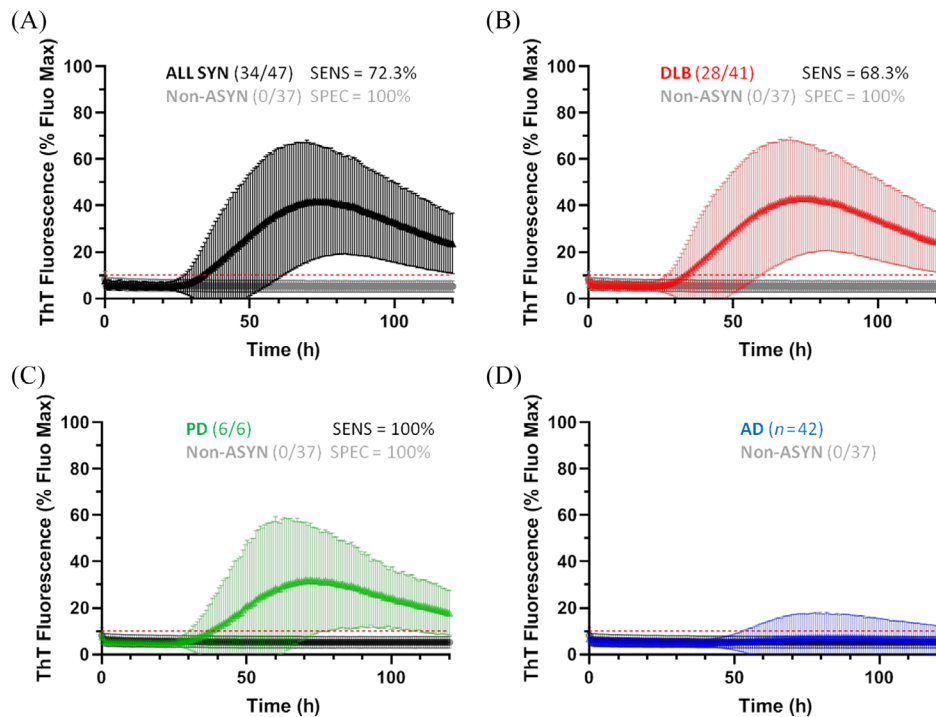 (A)
ALL SYN (34/47) SENS = 72.3%
Non-ASYN (0/37) SPEC = 100%
ThT Fluorescence (% Fluo Max)
100
80
60
40
20
0
0 50 100
Time (h)
(B)
DLB (28/41) SENS = 68.3%
Non-ASYN (0/37) SPEC = 100%
ThT Fluorescence (% Fluo Max)
100
80
60
40
20
0
0 50 100
Time (h)
(C)
PD (6/6) SENS = 100%
Non-ASYN (0/37) SPEC = 100%
ThT Fluorescence (% Fluo Max)
100
80
60
40
20
0
0 50 100
Time (h)
(D)
AD (n=42)
Non-ASYN (0/37)
ThT Fluorescence (% Fluo Max)
100
80
60
40
20
0
0 50 100
Time (h)